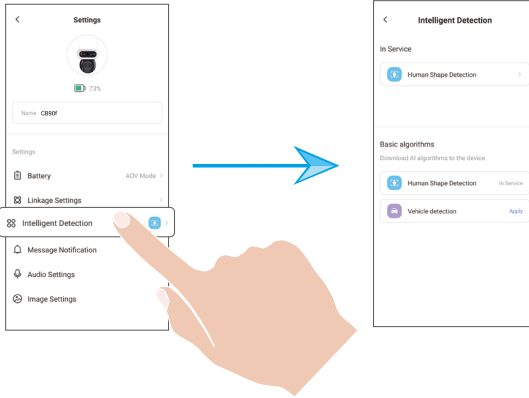 Settings
73%
Name CB90f
Settings
Battery AOV Mode
Linkage Settings
Intelligent Detection
Message Notification
Audio Settings
Image Settings
Intelligent Detection
In Service
Human Shape Detection
Basic algorithms
Download AI algorithms to the device.
Human Shape Detection In Service
Vehicle detection Apply